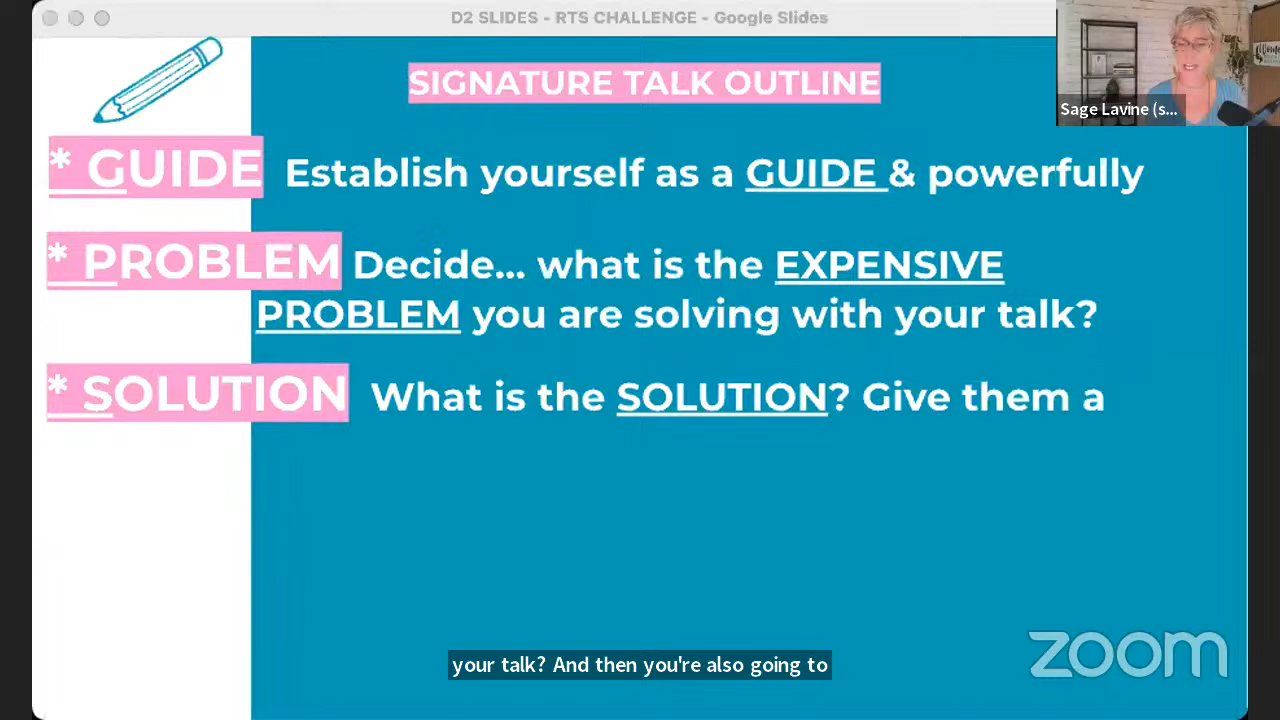 D2 SLIDES - RTS CHALLENGE - Google Slides
SIGNATURE TALK OUTLINE
Sage Lavine (s...
* GUIDE Establish yourself as a GUIDE & powerfully
* PROBLEM Decide... what is the EXPENSIVE
PROBLEM you are solving with your talk?
* SOLUTION What is the SOLUTION? Give them a
your talk? And then you're also going to
zoom